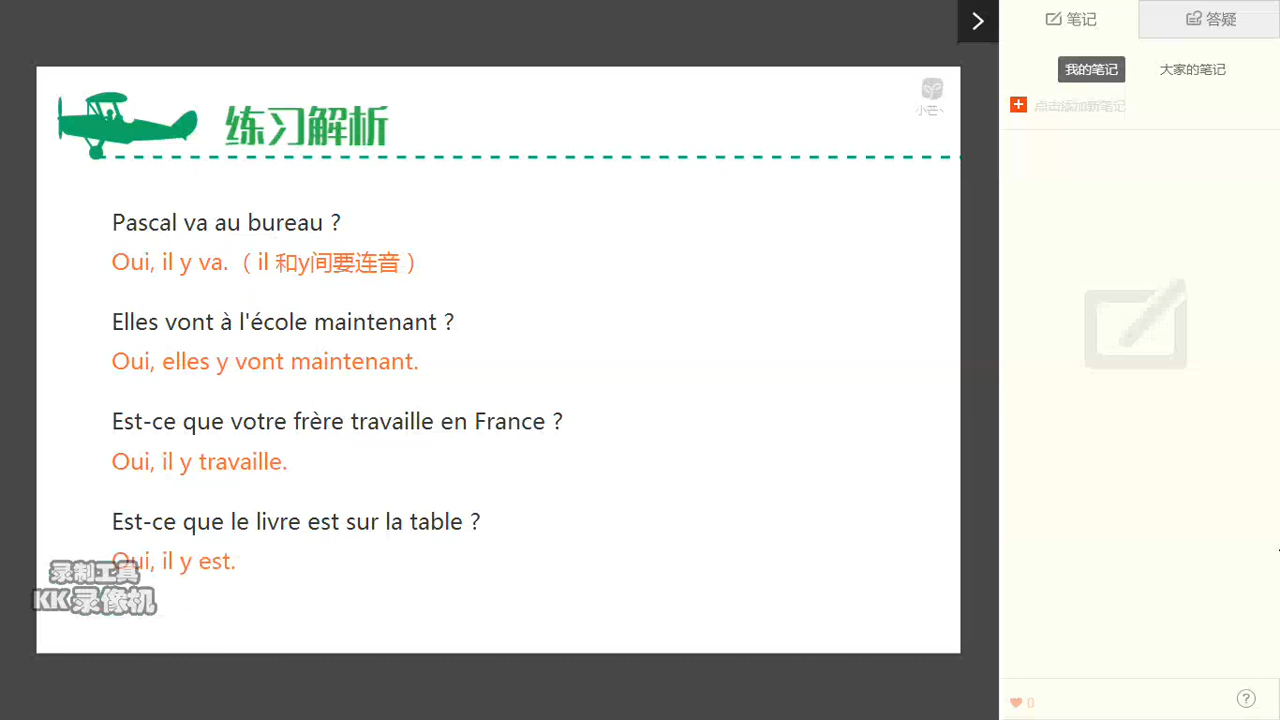 笔记
答疑
我的笔记
大家的笔记
点击添加新笔记
小芒丶
练习解析
Pascal va au bureau ?
Oui, il y va.（ il 和y间要连音 ）
Elles vont à l'école maintenant ?
Oui, elles y vont maintenant.
Est-ce que votre frère travaille en France ?
Oui, il y travaille.
Est-ce que le livre est sur la table ?
Oui, il y est.
录制工具
KK录像机
0
?